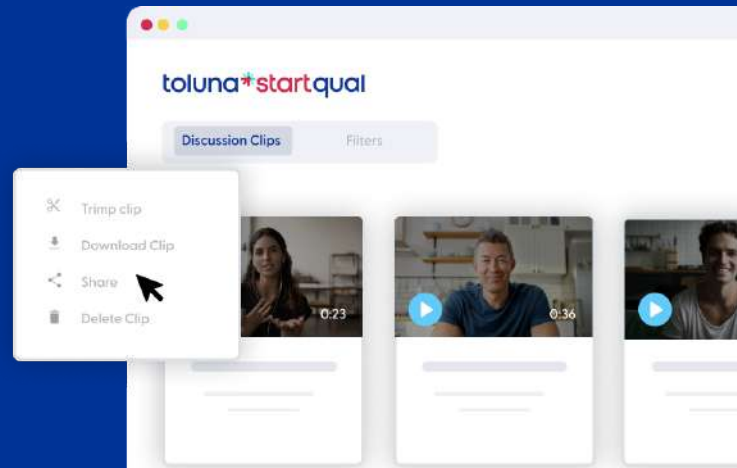 toluna*startqual
Discussion Clips
Filters
Trimp clip
Download Clip
Share
Delete Clip
0:23
0:36